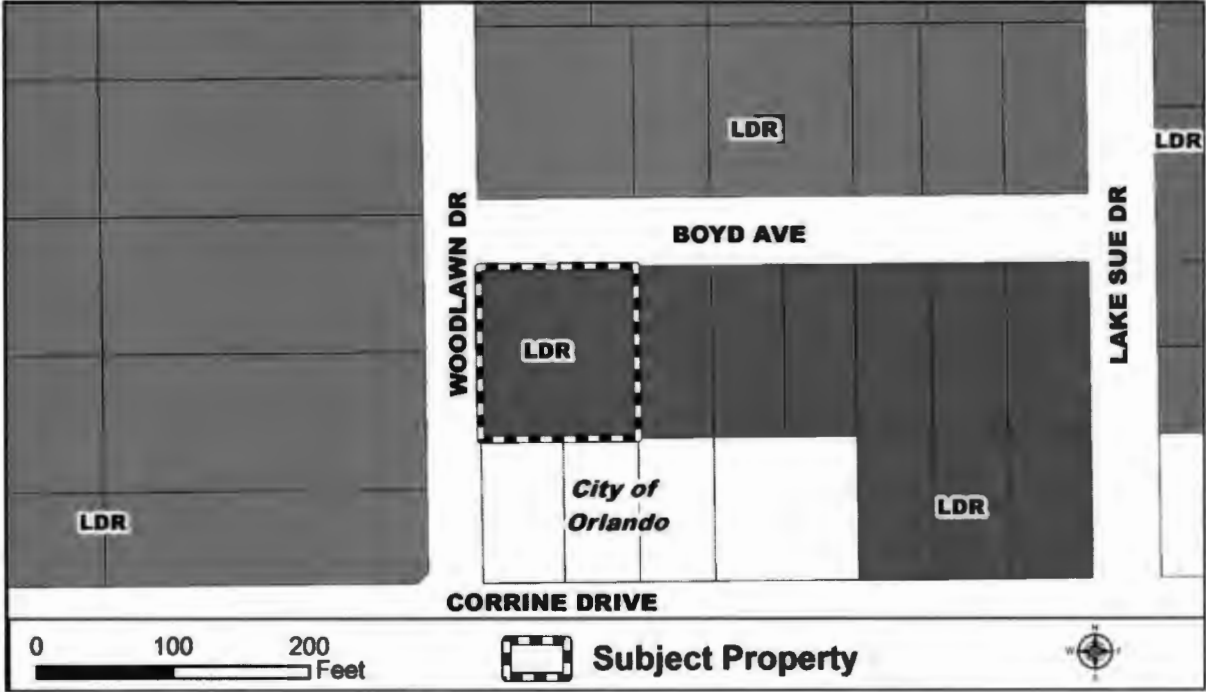 LDR
LDR
WOODLAWN DR
BOYD AVE
LAKE SUE DR
LDR
City of
Orlando
LDR
LDR
CORRINE DRIVE
0 100 200
Feet
Subject Property
N
W
S